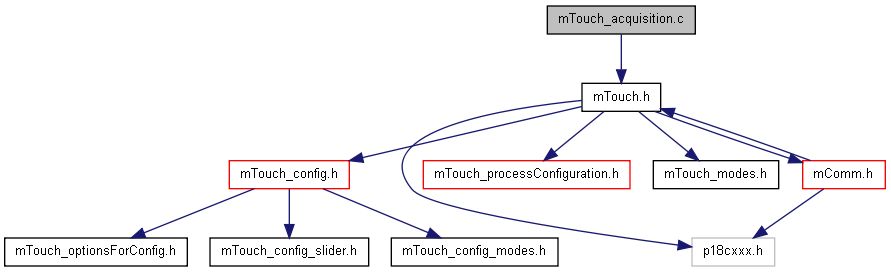 mTouch_acquisition.c
mTouch.h
mTouch_config.h
mTouch_processConfiguration.h
mTouch_modes.h
mComm.h
mTouch_optionsForConfig.h
mTouch_config_slider.h
mTouch_config_modes.h
p18cxxx.h